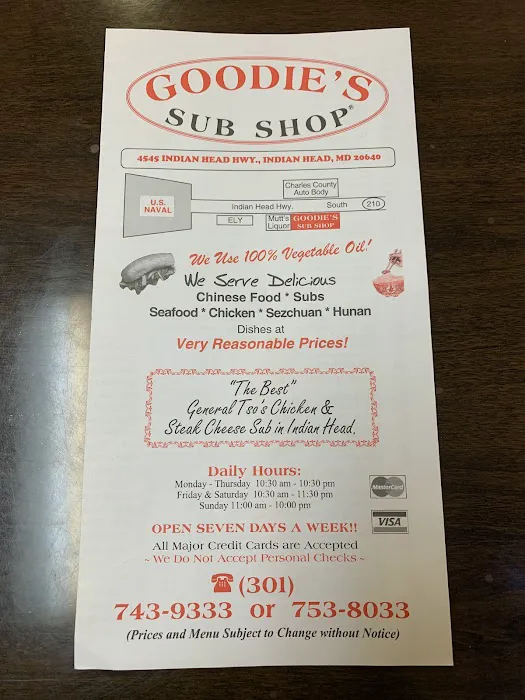 GOODIE'S
SUB SHOP®
4545 INDIAN HEAD HWY., INDIAN HEAD, MD 20640
Charles County
Auto Body
U.S.
NAVAL
Indian Head Hwy. South 210
ELY
Mutt's
Liquor
GOODIE'S
SUB SHOP
We Use 100% Vegetable Oil!
We Serve Delicious
Chinese Food * Subs
Seafood * Chicken * Sezchuan * Hunan
Dishes at
Very Reasonable Prices!
"The Best"
General Tso's Chicken &
Steak Cheese Sub in Indian Head.
Daily Hours:
Monday - Thursday 10:30 am - 10:30 pm
Friday & Saturday 10:30 am - 11:30 pm
Sunday 11:00 am - 10:00 pm
MasterCard
VISA
OPEN SEVEN DAYS A WEEK!!
All Major Credit Cards are Accepted
~ We Do Not Accept Personal Checks ~
☎ (301)
743-9333 or 753-8033
(Prices and Menu Subject to Change without Notice)